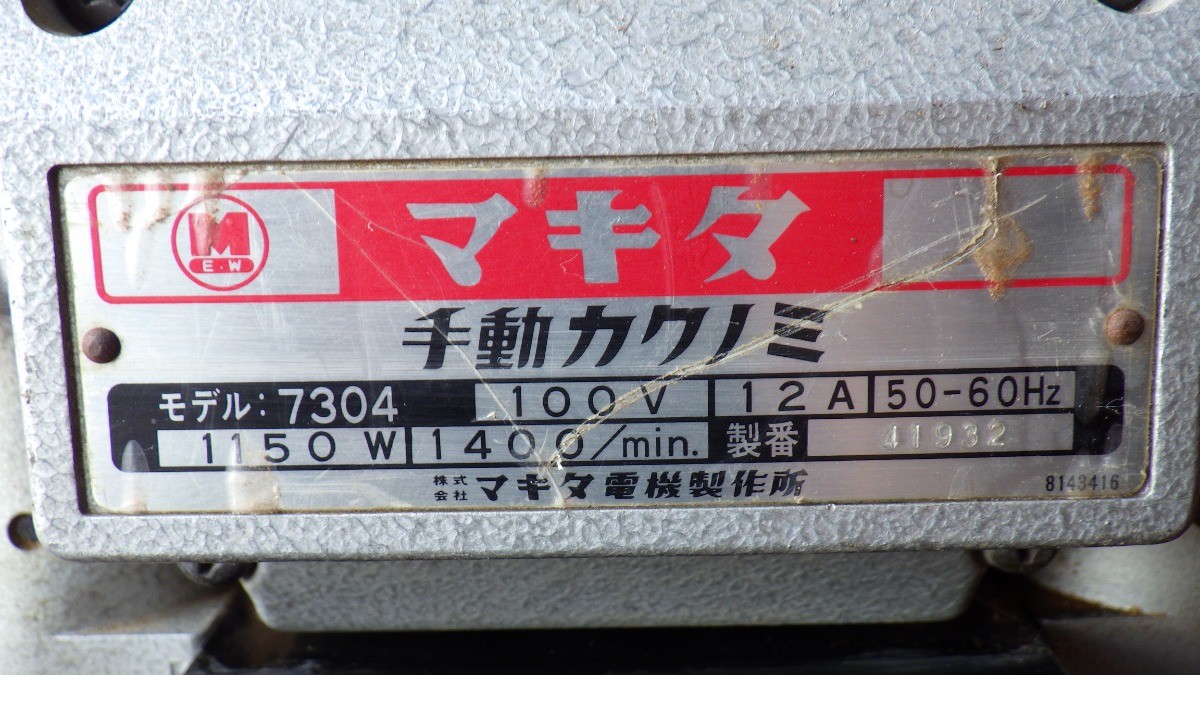 M
E.W
マキタ
手動カクノミ
モデル: 7304 100V 12A 50-60Hz
1150W 1400/min. 製番 41932
株式会社 マキタ電機製作所
8143416